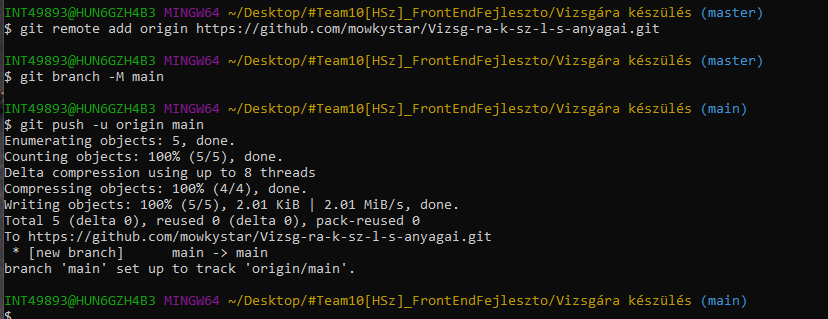 INT49893@HUN6GZH4B3 MINGW64 ~/Desktop/#Team10[HSz]_FrontEndFejleszto/Vizsgára készülés (master)
$ git remote add origin https://github.com/mowkystar/Vizsg-ra-k-sz-l-s-anyagai.git
INT49893@HUN6GZH4B3 MINGW64 ~/Desktop/#Team10[HSz]_FrontEndFejleszto/Vizsgára készülés (master)
$ git branch -M main
INT49893@HUN6GZH4B3 MINGW64 ~/Desktop/#Team10[HSz]_FrontEndFejleszto/Vizsgára készülés (main)
$ git push -u origin main
Enumerating objects: 5, done.
Counting objects: 100% (5/5), done.
Delta compression using up to 8 threads
Compressing objects: 100% (4/4), done.
Writing objects: 100% (5/5), 2.01 KiB | 2.01 MiB/s, done.
Total 5 (delta 0), reused 0 (delta 0), pack-reused 0
To https://github.com/mowkystar/Vizsg-ra-k-sz-l-s-anyagai.git
 * [new branch]      main -> main
branch 'main' set up to track 'origin/main'.
INT49893@HUN6GZH4B3 MINGW64 ~/Desktop/#Team10[HSz]_FrontEndFejleszto/Vizsgára készülés (main)
$